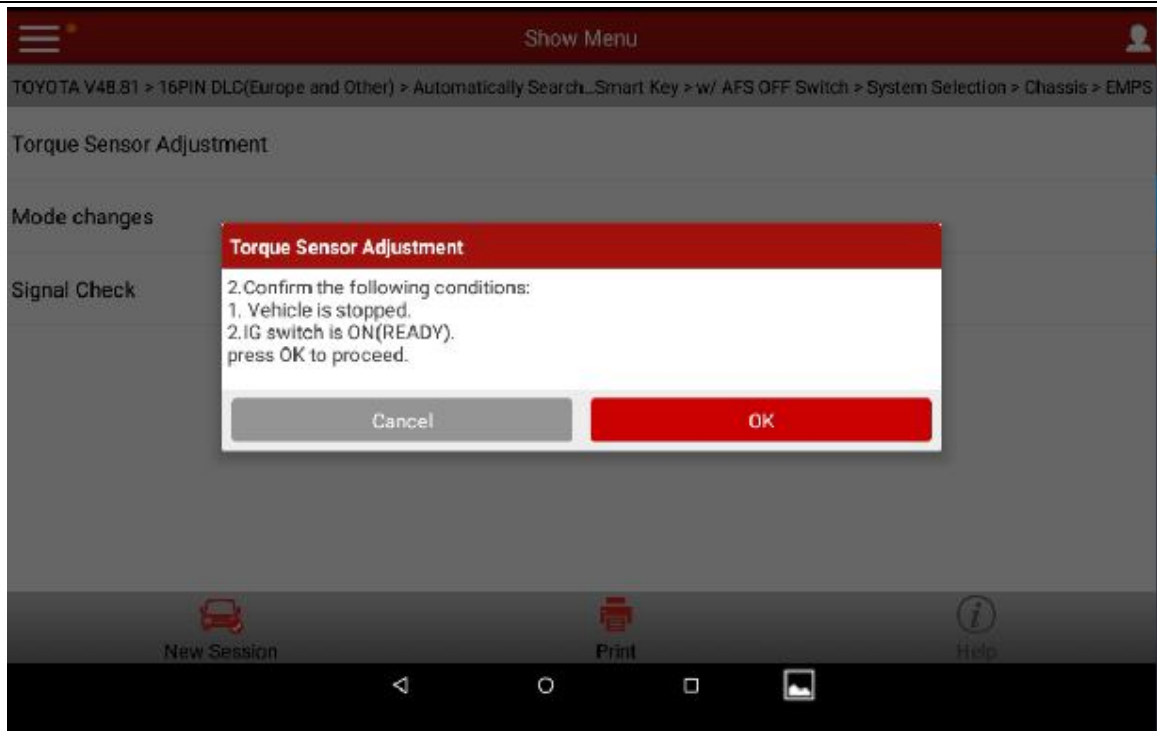 Show Menu
TOYOTA V48.81 > 16PIN DLC(Europe and Other) > Automatically Search...Smart Key > w/ AFS OFF Switch > System Selection > Chassis > EMPS
Torque Sensor Adjustment
Mode changes
Signal Check
Torque Sensor Adjustment
2.Confirm the following conditions:
1. Vehicle is stopped.
2.IG switch is ON(READY).
press OK to proceed.
Cancel
OK
New Session
Print
Help